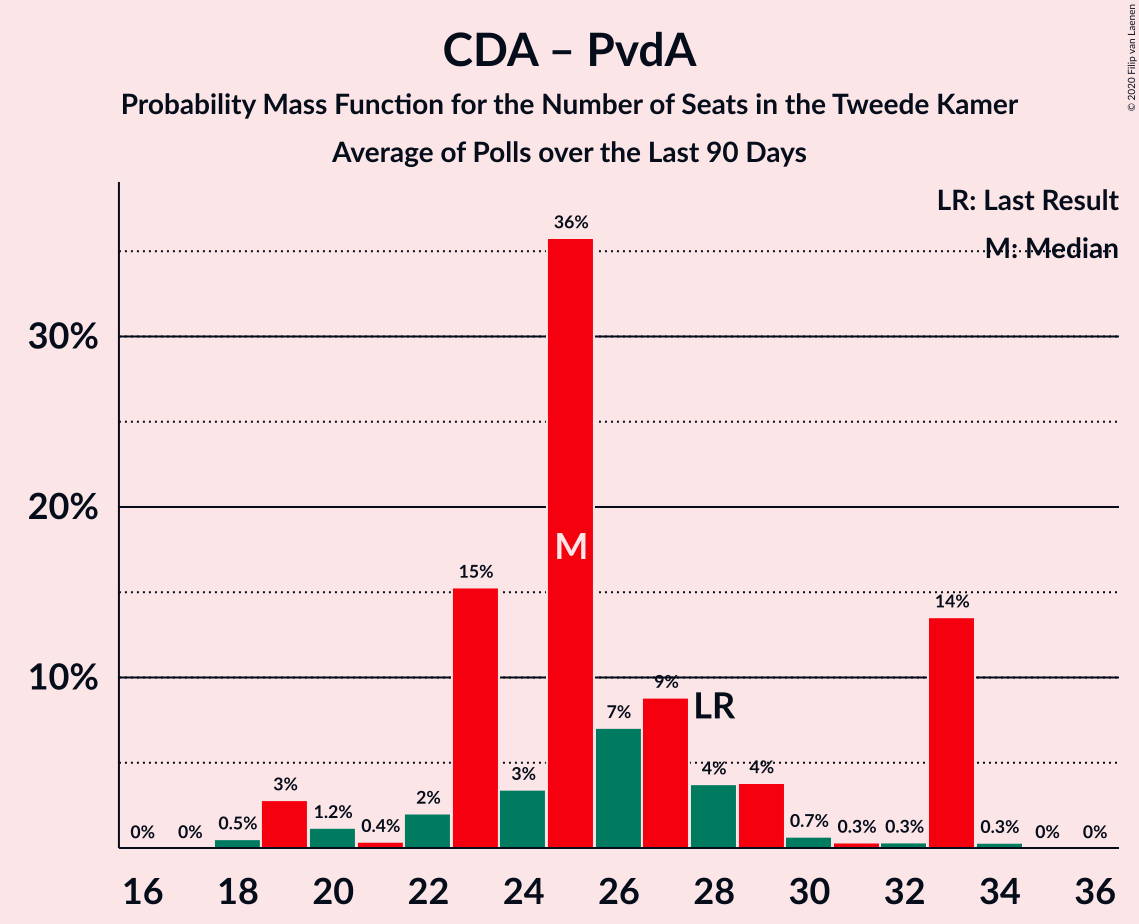 CDA – PvdA
Probability Mass Function for the Number of Seats in the Tweede Kamer
Average of Polls over the Last 90 Days
© 2020 Filip van Laenen
LR: Last Result
M: Median
30%
20%
10%
0%
0%
0.5%
3%
1.2%
0.4%
2%
15%
3%
36%
M
7%
9%
LR
4%
4%
0.7%
0.3%
0.3%
14%
0.3%
0%
0%
16 18 20 22 24 26 28 30 32 34 36